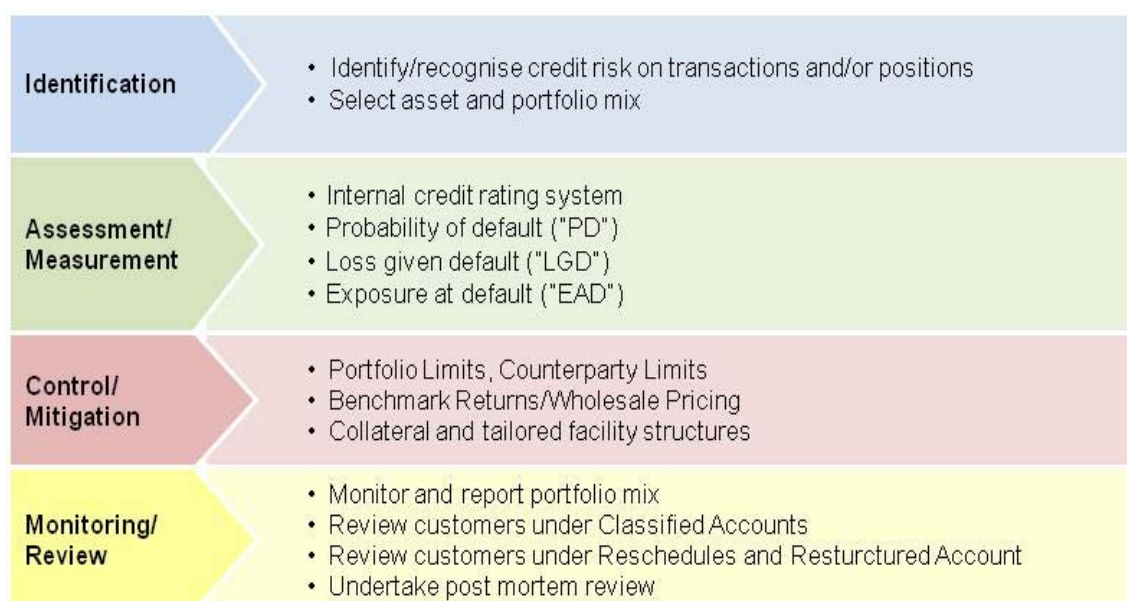 Identification
• Identify/recognise credit risk on transactions and/or positions
• Select asset and portfolio mix
Assessment/
Measurement
• Internal credit rating system
• Probability of default ("PD")
• Loss given default ("LGD")
• Exposure at default ("EAD")
Control/
Mitigation
• Portfolio Limits, Counterparty Limits
• Benchmark Returns/Wholesale Pricing
• Collateral and tailored facility structures
Monitoring/
Review
• Monitor and report portfolio mix
• Review customers under Classified Accounts
• Review customers under Reschedules and Resturctured Account
• Undertake post mortem review